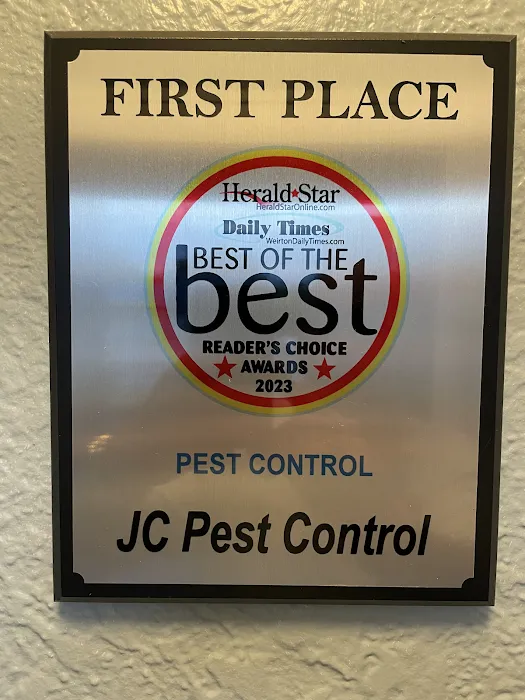 FIRST PLACE
Herald★Star
HeraldStarOnline.com
Daily Times
WeirtonDailyTimes.com
BEST OF THE
best
READER'S CHOICE
AWARDS
2023
PEST CONTROL
JC Pest Control